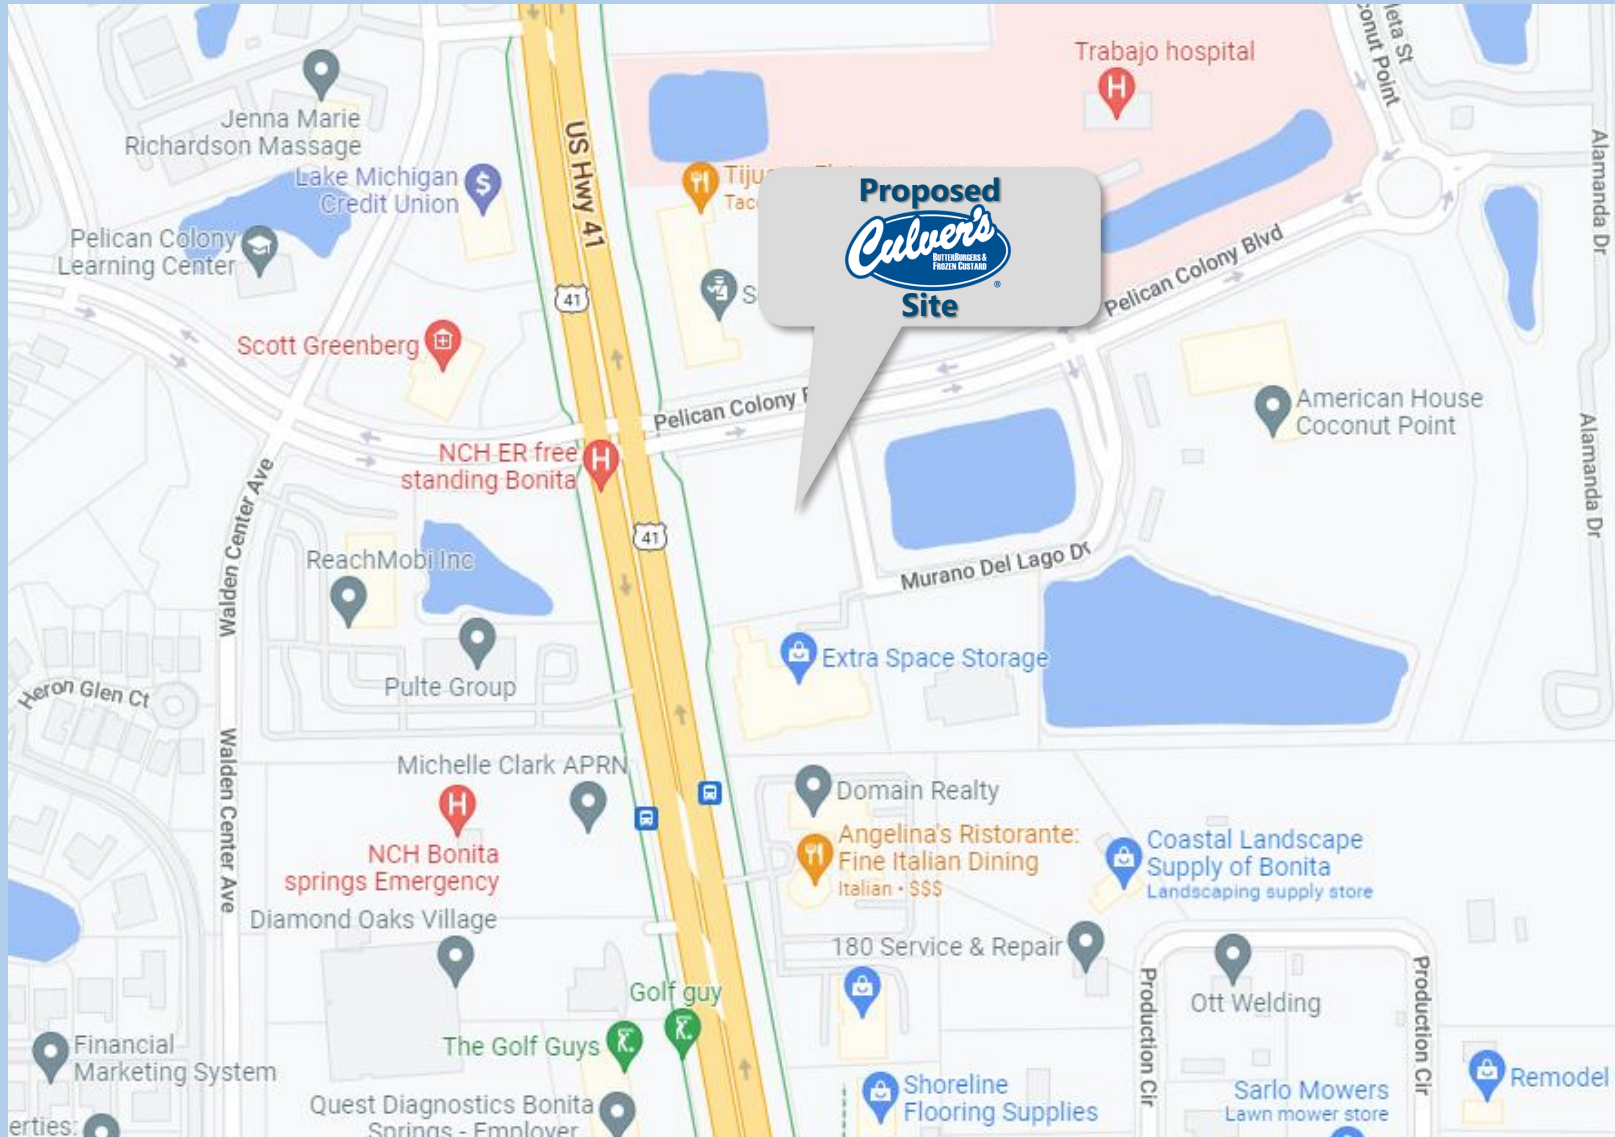 Trabajo hospital
Jenna Marie
Richardson Massage
US Hwy 41
Lake Michigan
Credit Union
Proposed
Culver's
ButterBurgers &
Frozen Custard
®
Site
Pelican Colony
Learning Center
Alamanda Dr
Pelican Colony Blvd
41
Scott Greenberg
Pelican Colony
American House
Coconut Point
NCH ER free
standing Bonita
Walden Center Ave
Alamanda Dr
41
ReachMobi Inc
Murano Del Lago Dr
Extra Space Storage
Pulte Group
Heron Glen Ct
Walden Center Ave
Michelle Clark APRN
Domain Realty
Angelina's Ristorante:
Fine Italian Dining
Italian • $$$
Coastal Landscape
Supply of Bonita
Landscaping supply store
NCH Bonita
springs Emergency
Diamond Oaks Village
180 Service & Repair
Golf guy
Ott Welding
Production Cir
Production Cir
The Golf Guys
Financial
Marketing System
Shoreline
Flooring Supplies
Sarlo Mowers
Lawn mower store
Remodel
Quest Diagnostics Bonita
Springs - Employer
erties: